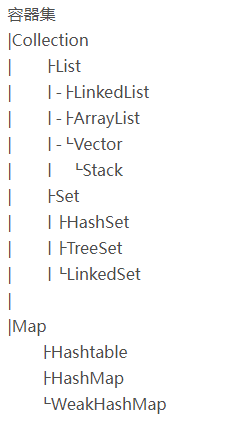 容器集
|Collection
| ├List
| | - ├LinkedList
| | - ├ArrayList
| | - └Vector
| | └Stack
| ├Set
| | ├HashSet
| | ├TreeSet
| | └LinkedSet
|
|Map
├Hashtable
├HashMap
└WeakHashMap